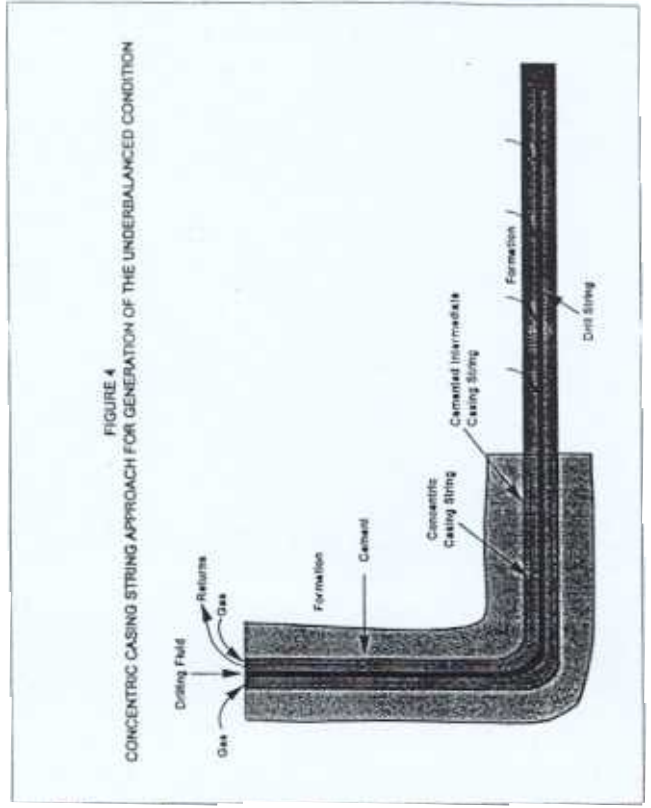 FIGURE 4
CONCENTRIC CASING STRING APPROACH FOR GENERATION OF THE UNDERBALANCED CONDITION
Drilling Fluid
Gas
Returns
Gas
Formation
Cement
Concentric
Casing String
Cemented Intermediate
Casing String
Formation
Drill String